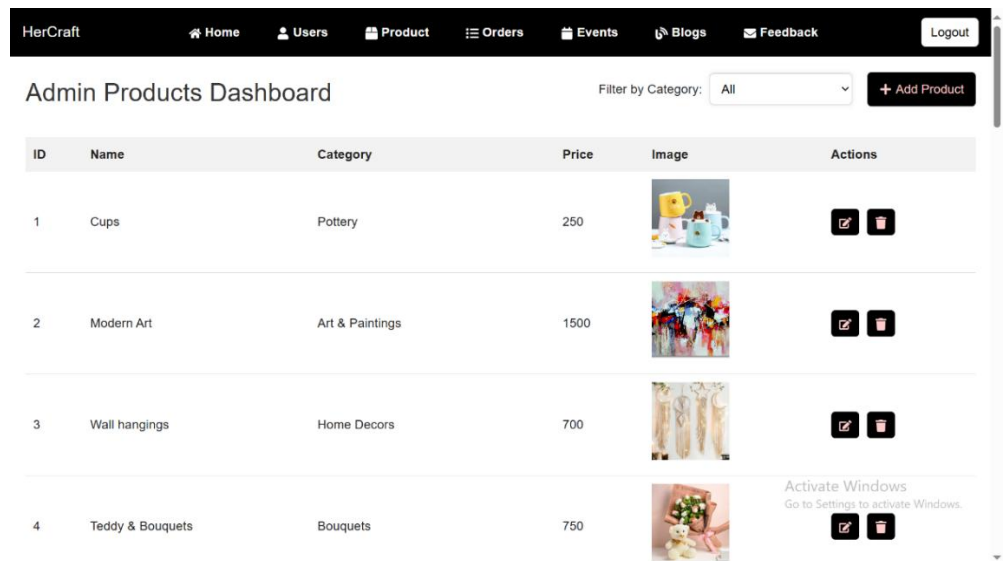 HerCraft Home Users Product Orders Events Blogs Feedback Logout
Admin Products Dashboard Filter by Category: All + Add Product
ID Name Category Price Image Actions
1 Cups Pottery 250
2 Modern Art Art & Paintings 1500
3 Wall hangings Home Decors 700
Activate Windows
Go to Settings to activate Windows.
4 Teddy & Bouquets Bouquets 750